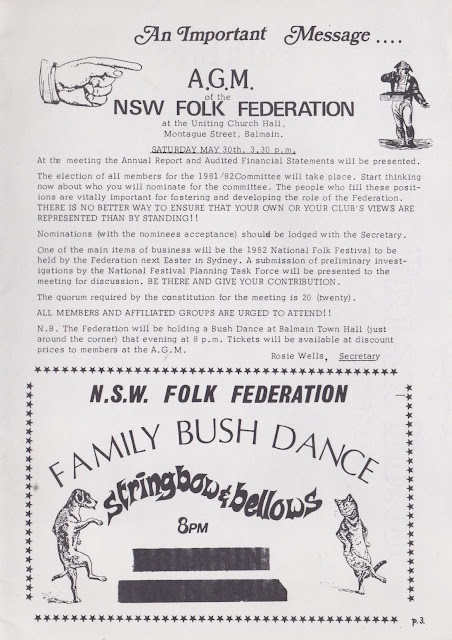 An Important Message ....
A.G.M.
of the
NSW FOLK FEDERATION
at the Uniting Church Hall,
Montague Street, Balmain.
SATURDAY MAY 30th. 3.30 p.m.
At the meeting the Annual Report and Audited Financial Statements will be presented.
The election of all members for the 1981/82Committee will take place. Start thinking
now about who you will nominate for the committee. The people who fill these posit-
ions are vitally important for fostering and developing the role of the Federation.
THERE IS NO BETTER WAY TO ENSURE THAT YOUR OWN OR YOUR CLUB'S VIEWS ARE
REPRESENTED THAN BY STANDING!!
Nominations (with the nominees acceptance) should be lodged with the Secretary.
One of the main items of business will be the 1982 National Folk Festival to be
held by the Federation next Easter in Sydney. A submission of preliminary invest-
igations by the National Festival Planning Task Force will be presented to the
meeting for discussion. BE THERE AND GIVE YOUR CONTRIBUTION.
The quorum required by the constitution for the meeting is 20 (twenty).
ALL MEMBERS AND AFFILIATED GROUPS ARE URGED TO ATTEND!!
N.B. The Federation will be holding a Bush Dance at Balmain Town Hall (just
around the corner) that evening at 8 p.m. Tickets will be available at discount
prices to members at the A.G.M.
Rosie Wells, Secretary
N.S.W. FOLK FEDERATION
FAMILY BUSH DANCE
stringbow & bellows
8PM
p.3